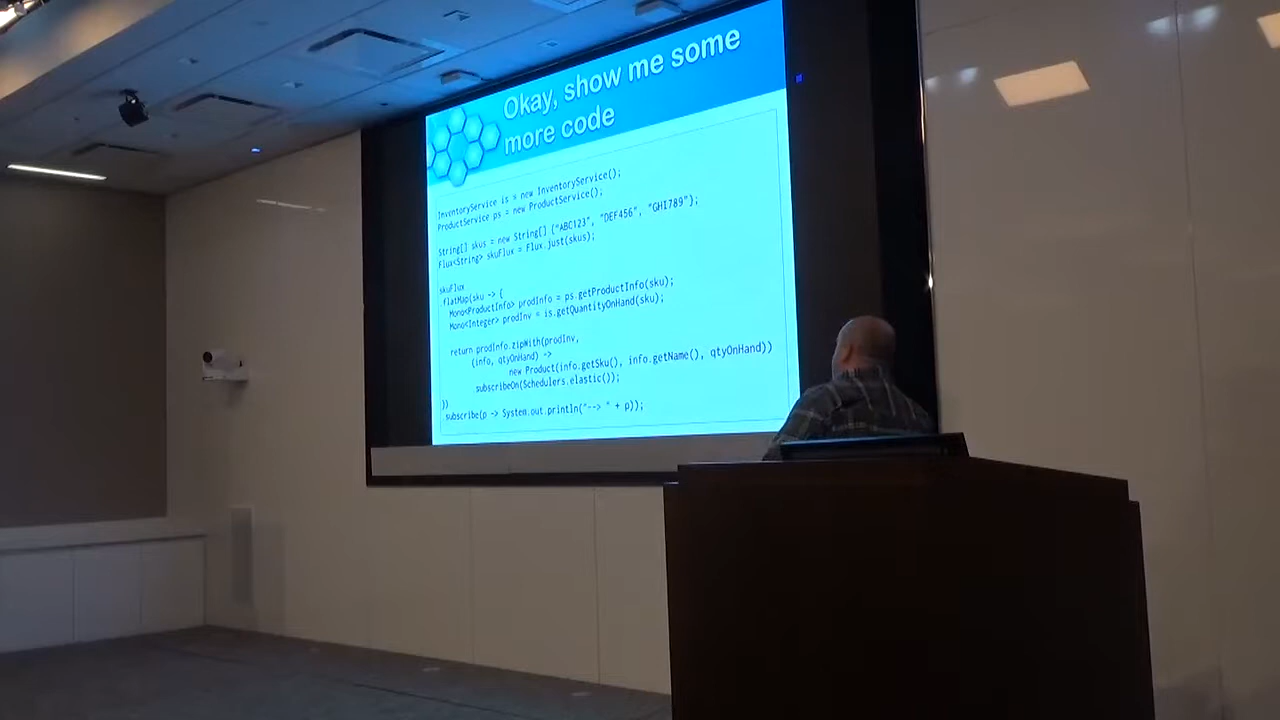 Okay, show me some
more code
InventoryService is = new InventoryService();
ProductService ps = new ProductService();
String[] skus = new String[] {"ABC123", "DEF456", "GHI789"};
Flux<String> skuFlux = Flux.just(skus);
skuFlux
.flatMap(sku -> {
Mono<ProductInfo> prodInfo = ps.getProductInfo(sku);
Mono<Integer> prodInv = is.getQuantityOnHand(sku);
return prodInfo.zipWith(prodInv,
(info, qtyOnHand) ->
new Product(info.getSku(), info.getName(), qtyOnHand))
.subscribeOn(Schedulers.elastic());
})
.subscribe(p -> System.out.println("--> " + p));